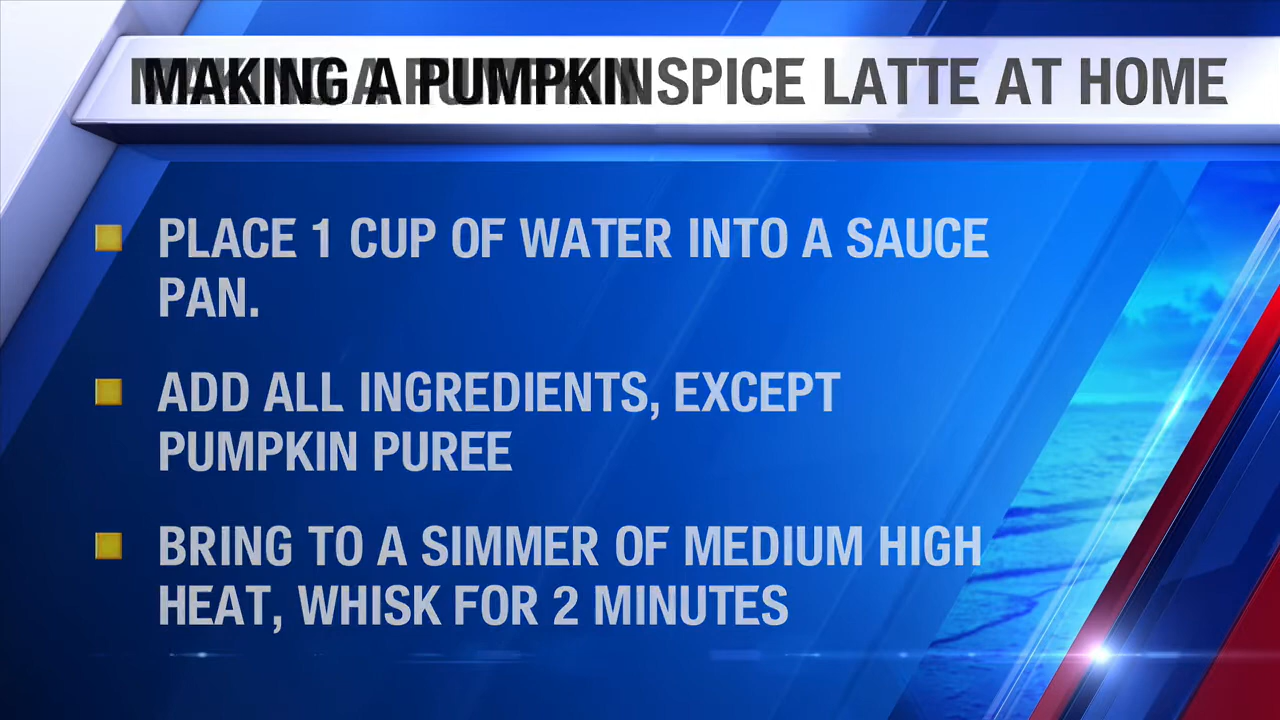 MAKING A PUMPKIN SPICE LATTE AT HOME
PLACE 1 CUP OF WATER INTO A SAUCE
PAN.
ADD ALL INGREDIENTS, EXCEPT
PUMPKIN PUREE
BRING TO A SIMMER OF MEDIUM HIGH
HEAT, WHISK FOR 2 MINUTES